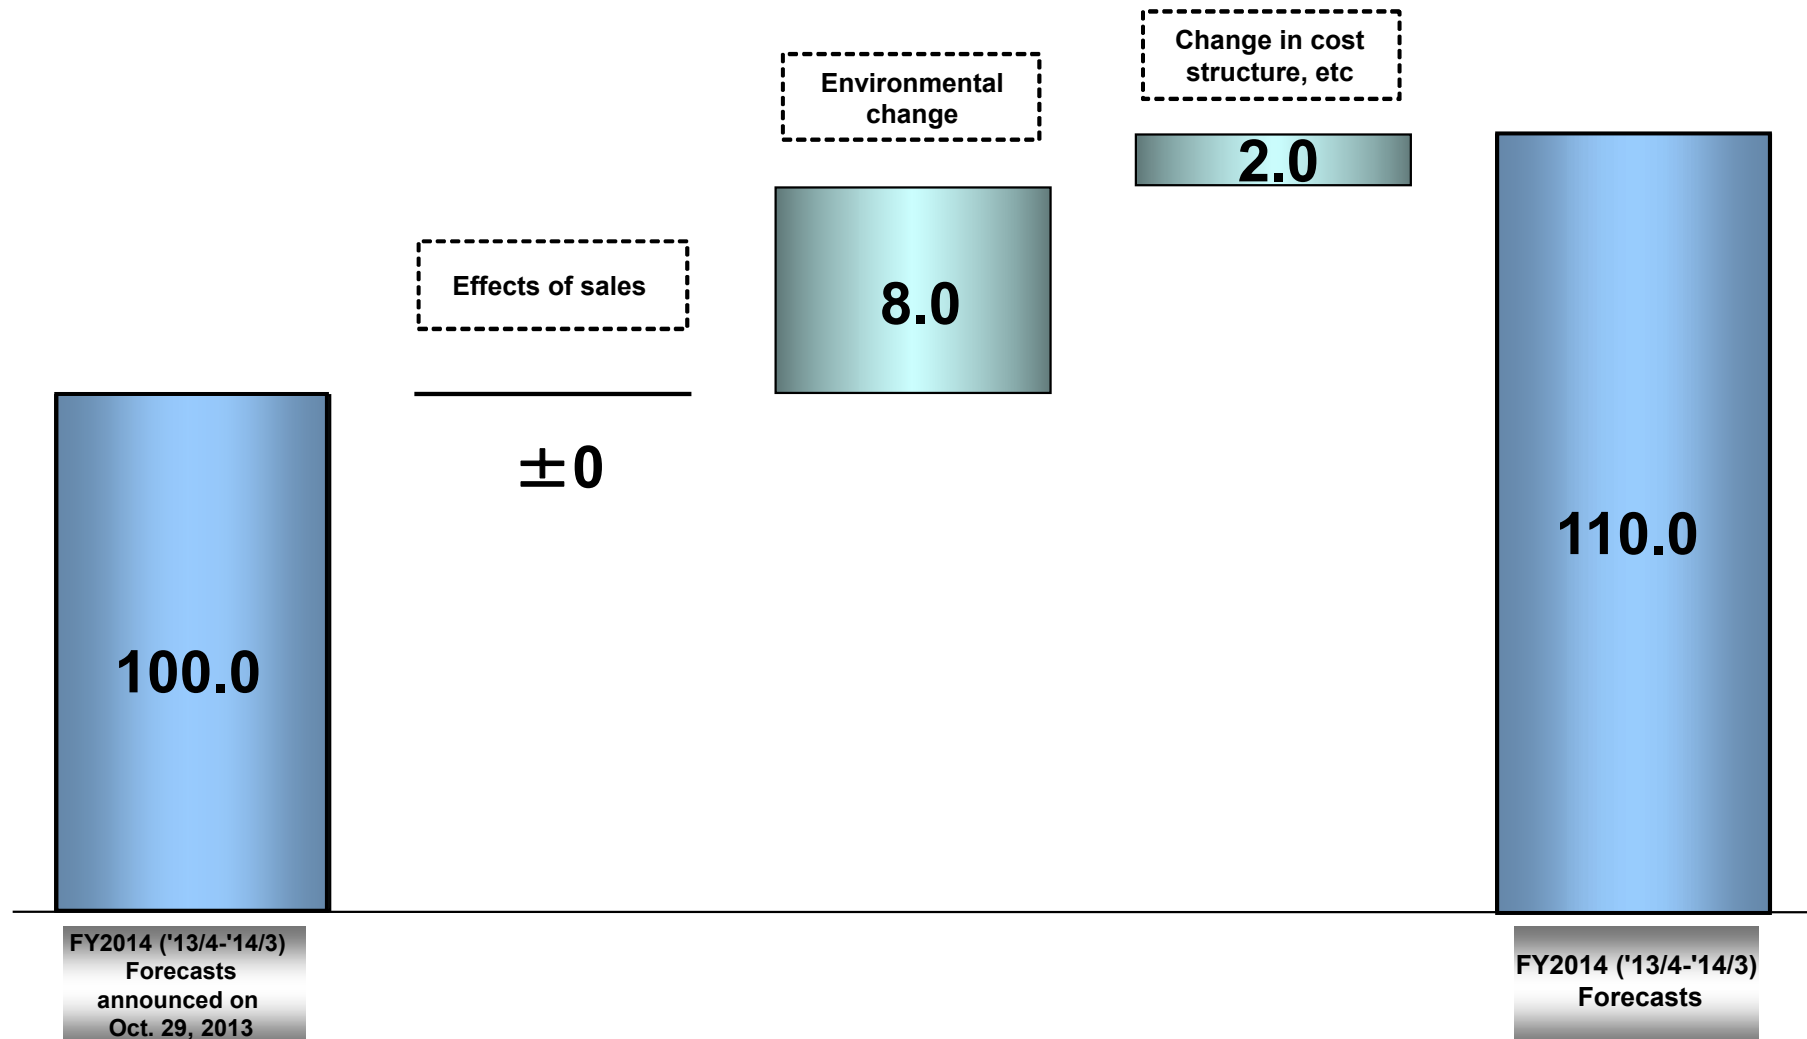 Change in cost
structure, etc
Environmental
change
2.0
Effects of sales
8.0
±0
100.0
110.0
FY2014 ('13/4-'14/3)
Forecasts
announced on
Oct. 29, 2013
FY2014 ('13/4-'14/3)
Forecasts